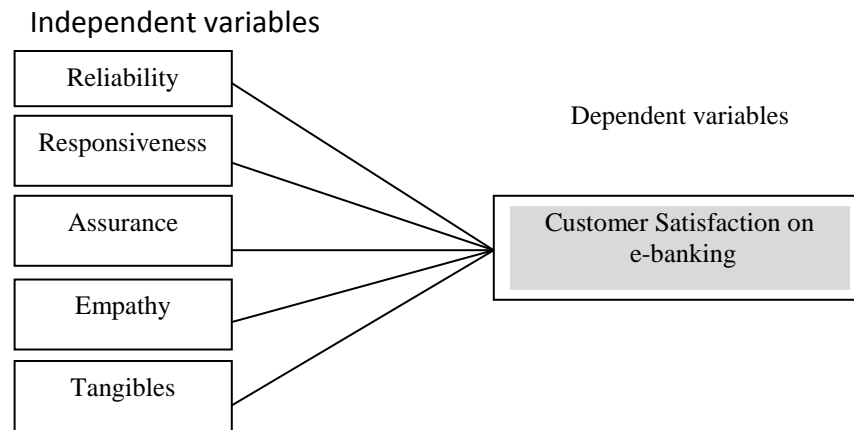 Independent variables
Reliability
Responsiveness
Assurance
Empathy
Tangibles
Dependent variables
Customer Satisfaction on
e-banking